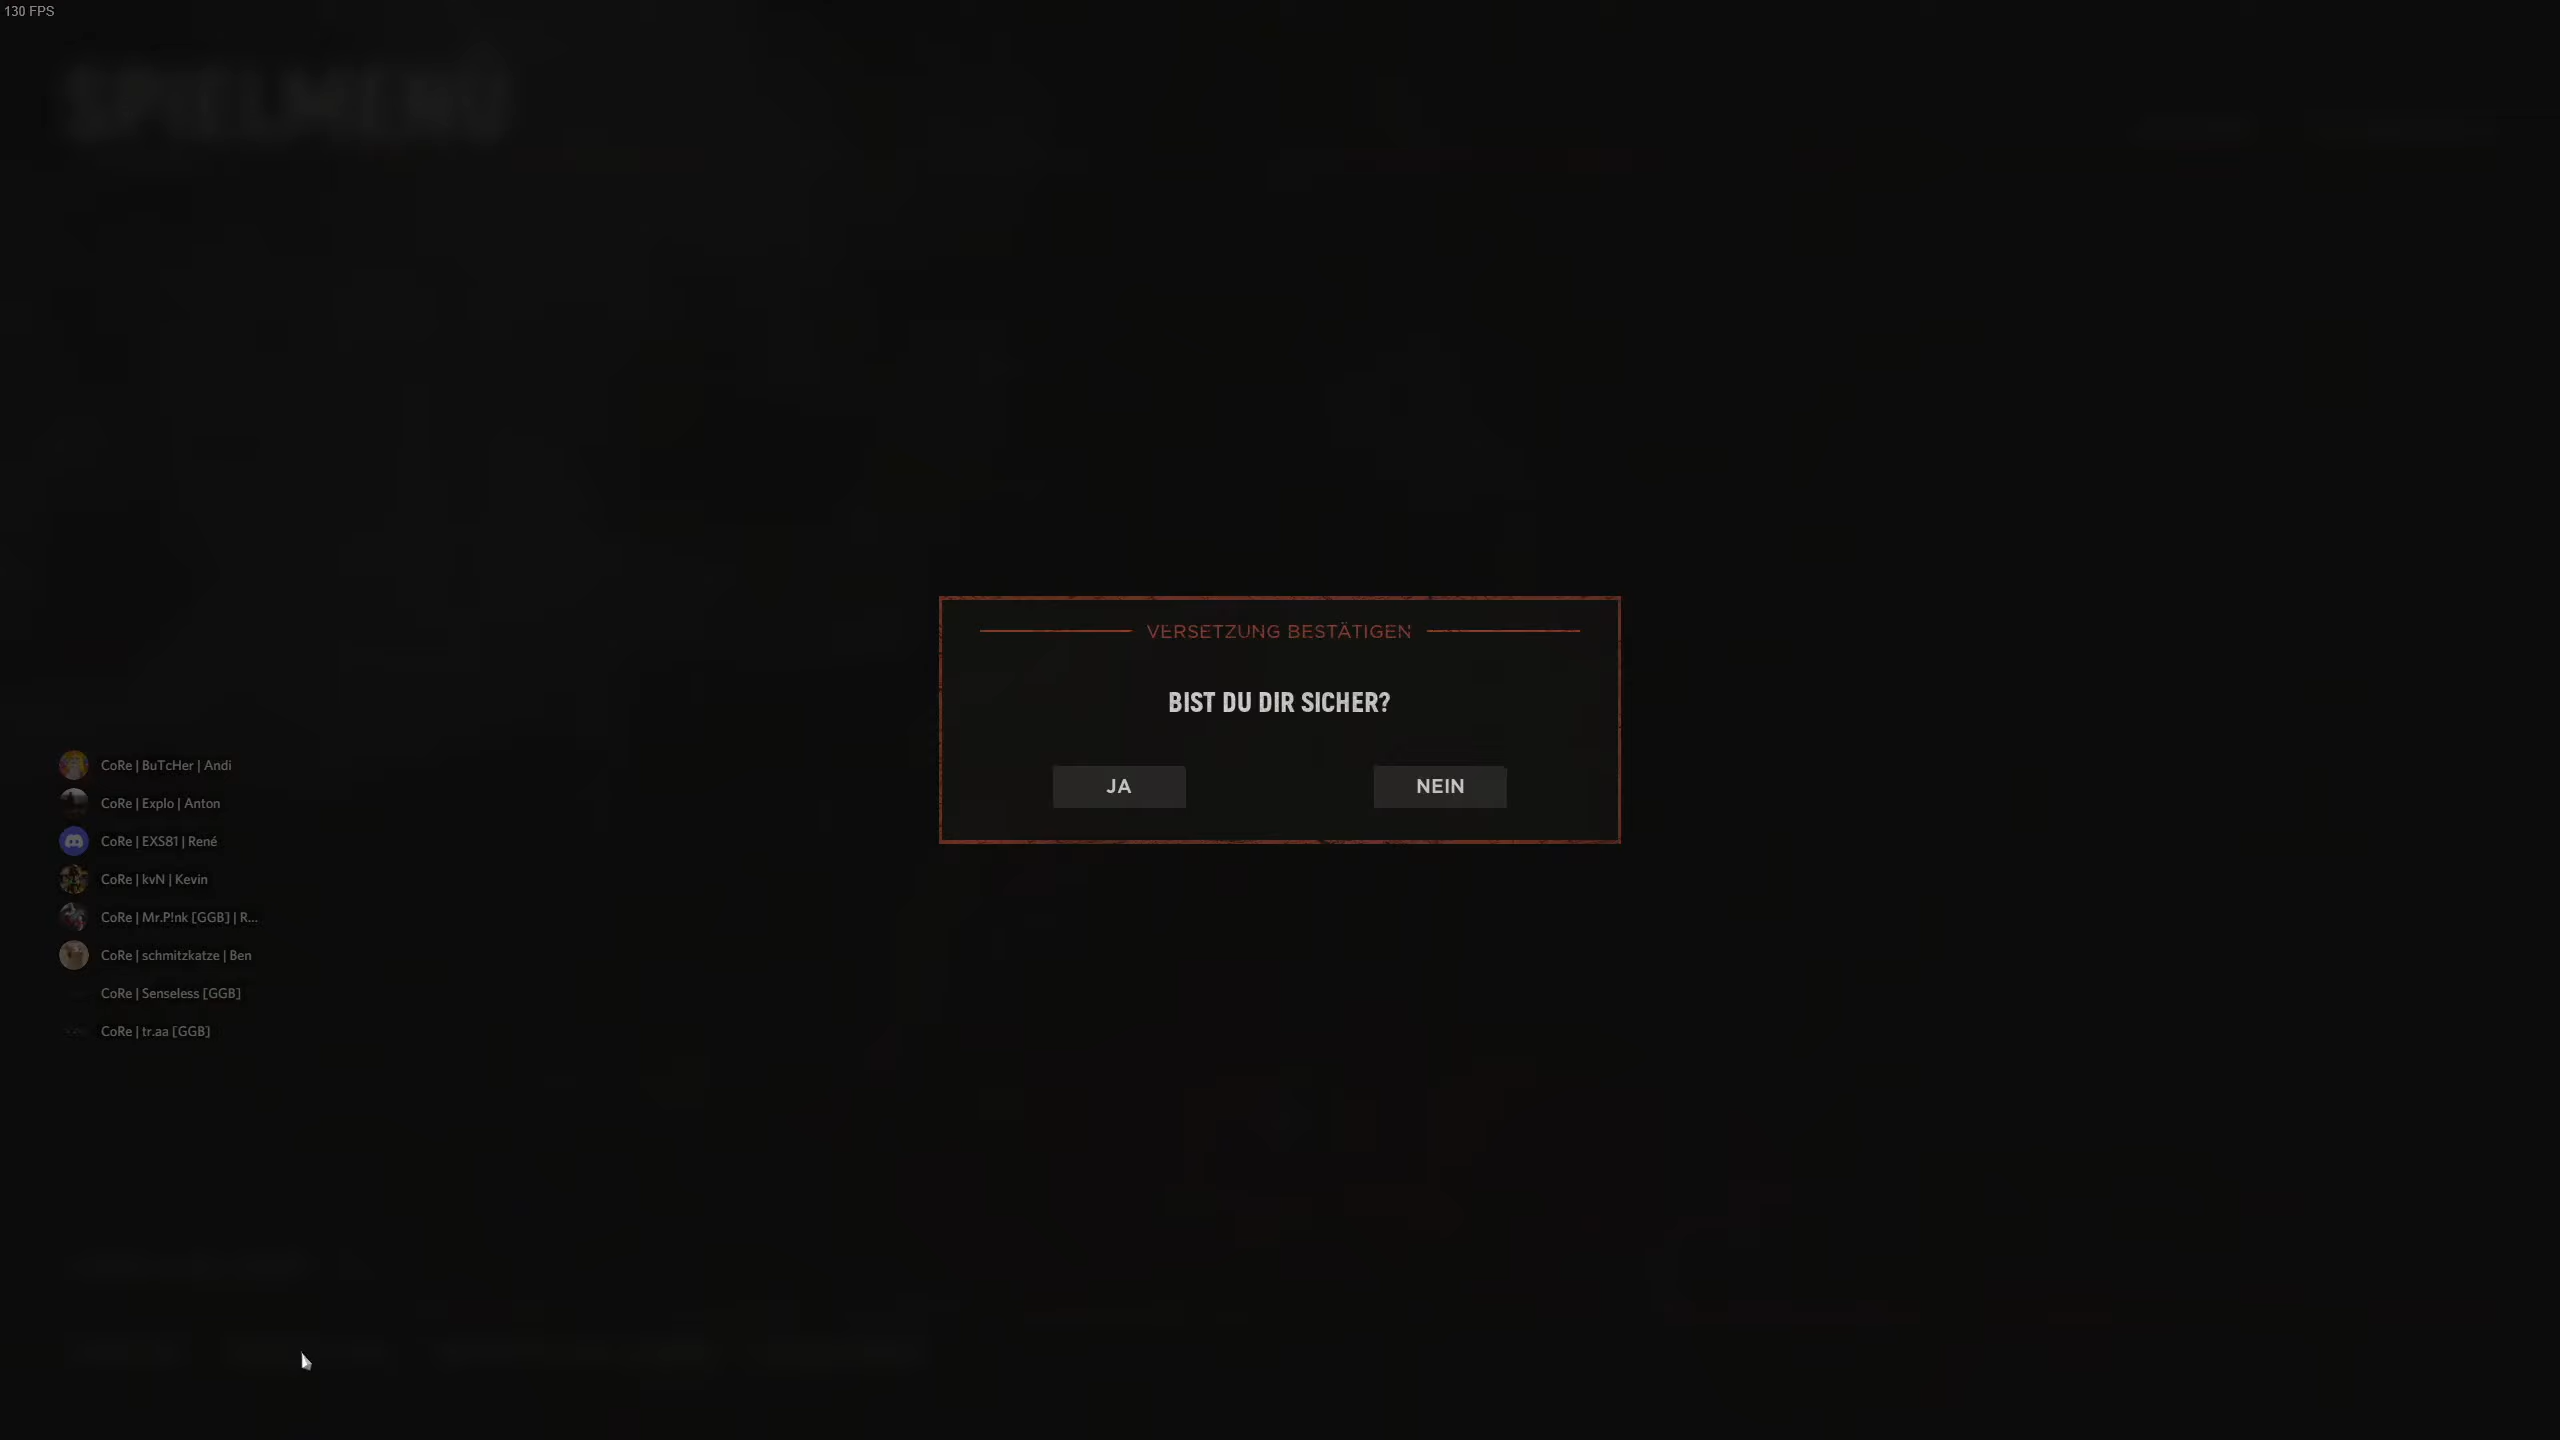 130 FPS
SPIELMENÜ
VERSETZUNG BESTÄTIGEN
BIST DU DIR SICHER?
JA
NEIN
CoRe | BuTcHer | Andi
CoRe | Explo | Anton
CoRe | EXS81 | René
CoRe | kvN | Kevin
CoRe | Mr.P!nk [GGB] | R...
CoRe | schmitzkatze | Ben
CoRe | Senseless [GGB]
CoRe | tr.aa [GGB]